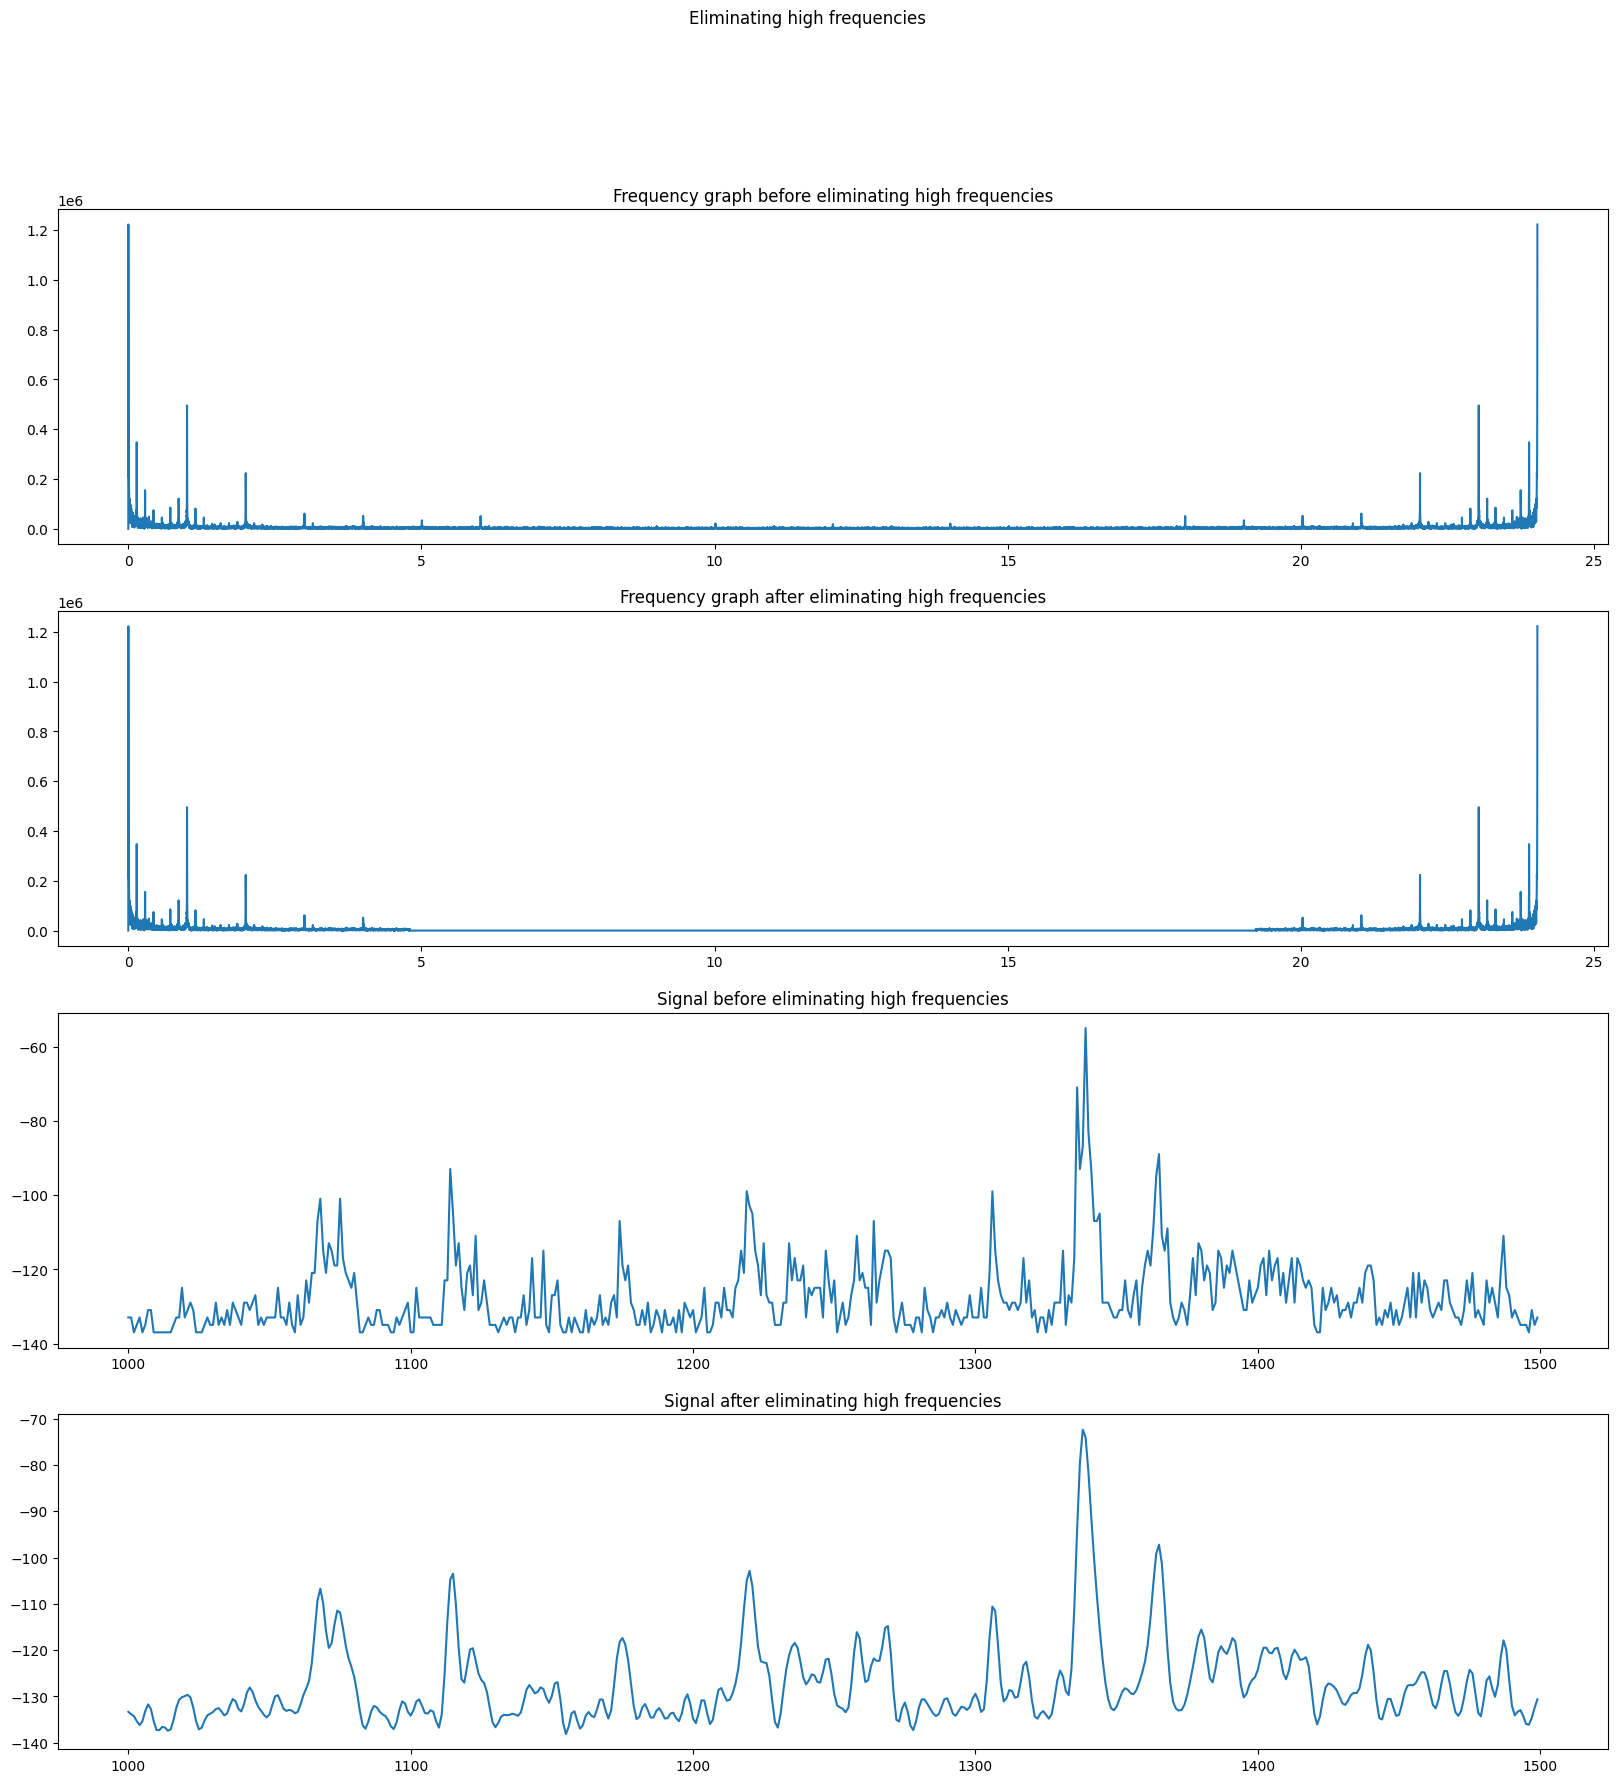 Eliminating high frequencies
Frequency graph before eliminating high frequencies
1e6
1.2
1.0
0.8
0.6
0.4
0.2
0.0
0 5 10 15 20 25
Frequency graph after eliminating high frequencies
1e6
1.2
1.0
0.8
0.6
0.4
0.2
0.0
0 5 10 15 20 25
Signal before eliminating high frequencies
−60
−80
−100
−120
−140
1000 1100 1200 1300 1400 1500
Signal after eliminating high frequencies
−70
−80
−90
−100
−110
−120
−130
−140
1000 1100 1200 1300 1400 1500